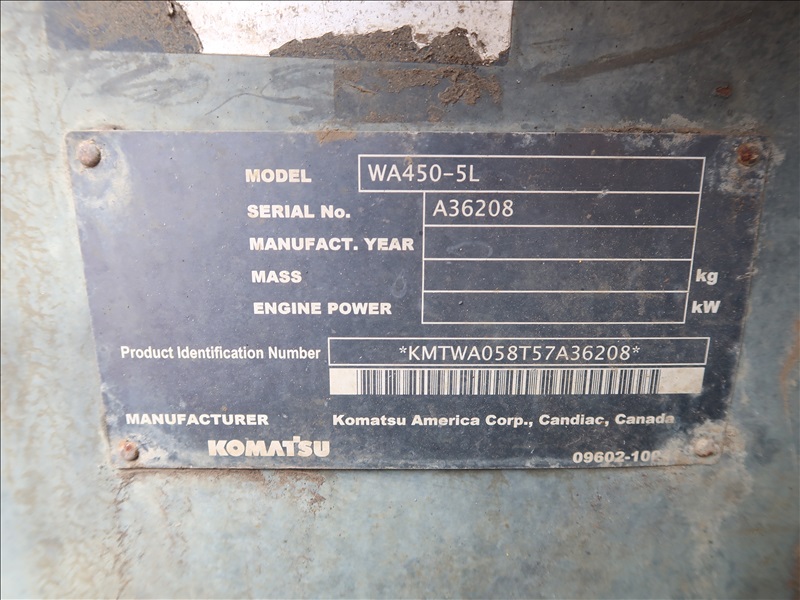 MODEL WA450-5L
SERIAL No. A36208
MANUFACT. YEAR
MASS kg
ENGINE POWER kW
Product Identification Number *KMTWA058T57A36208*
MANUFACTURER Komatsu America Corp., Candiac, Canada
KOMATSU